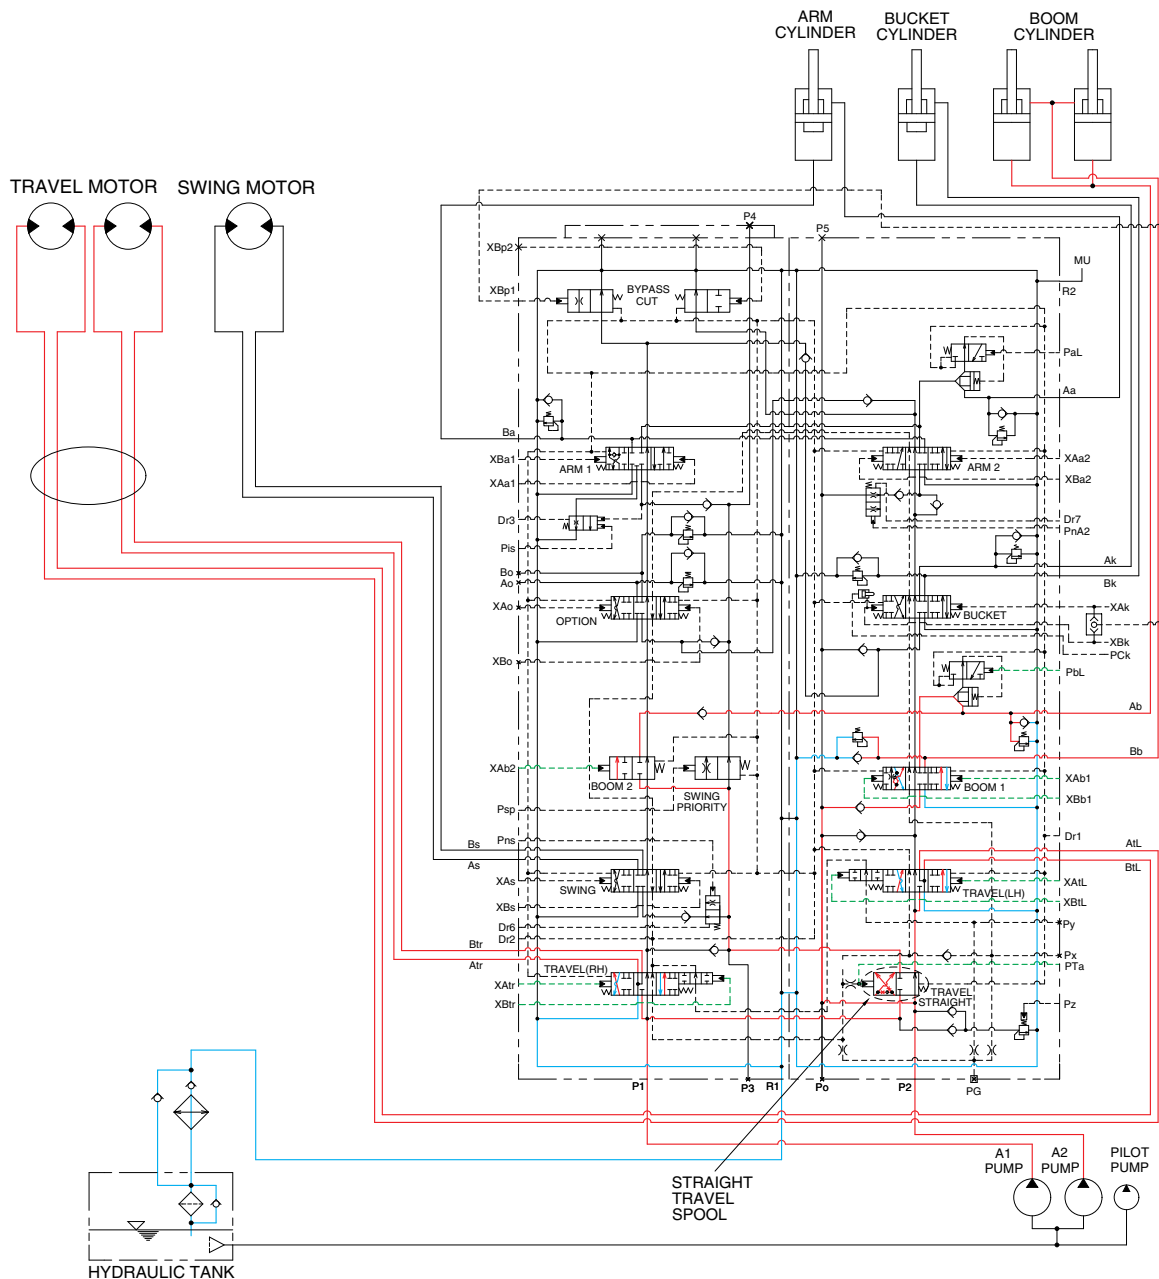 ARM
CYLINDER
BUCKET
CYLINDER
BOOM
CYLINDER
TRAVEL MOTOR
SWING MOTOR
P4
P5
XBp2
MU
XBp1
BYPASS
CUT
R2
PaL
Aa
Ba
XBa1
ARM 1
XAa1
ARM 2
XAa2
XBa2
Dr3
Dr7
PnA2
Pis
Ak
Bo
Ao
Bk
XAo
OPTION
BUCKET
XAk
XBk
PCk
XBo
PbL
Ab
Bb
XAb2
BOOM 2
SWING
PRIORITY
BOOM 1
XAb1
XBb1
Psp
Pns
Dr1
Bs
AtL
As
BtL
XAs
SWING
TRAVEL(LH)
XAtL
XBtL
XBs
Dr6
Dr2
Py
Btr
Px
Atr
TRAVEL(RH)
PTa
XAtr
TRAVEL
STRAIGHT
XBtr
Pz
P1
P3
R1
Po
P2
PG
A1
PUMP
A2
PUMP
PILOT
PUMP
STRAIGHT
TRAVEL
SPOOL
HYDRAULIC TANK